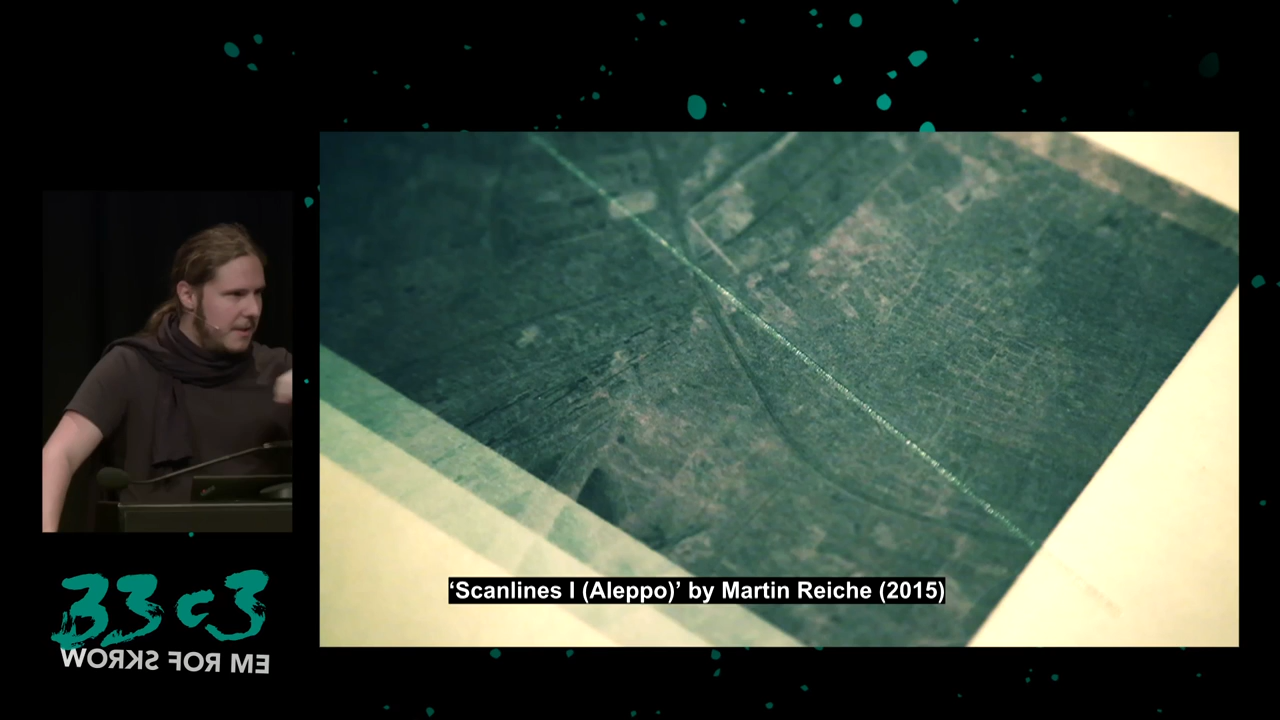 ‘Scanlines I (Aleppo)’ by Martin Reiche (2015)
33c3
WORKS FOR ME